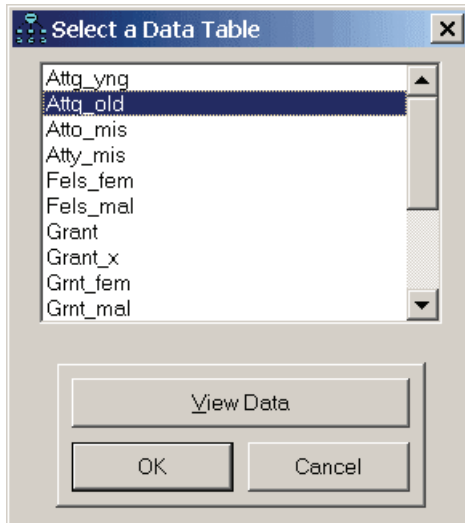 Select a Data Table
Attg_yng
Attg_old
Atto_mis
Atty_mis
Fels_fem
Fels_mal
Grant
Grant_x
Grnt_fem
Grnt_mal
View Data
OK
Cancel